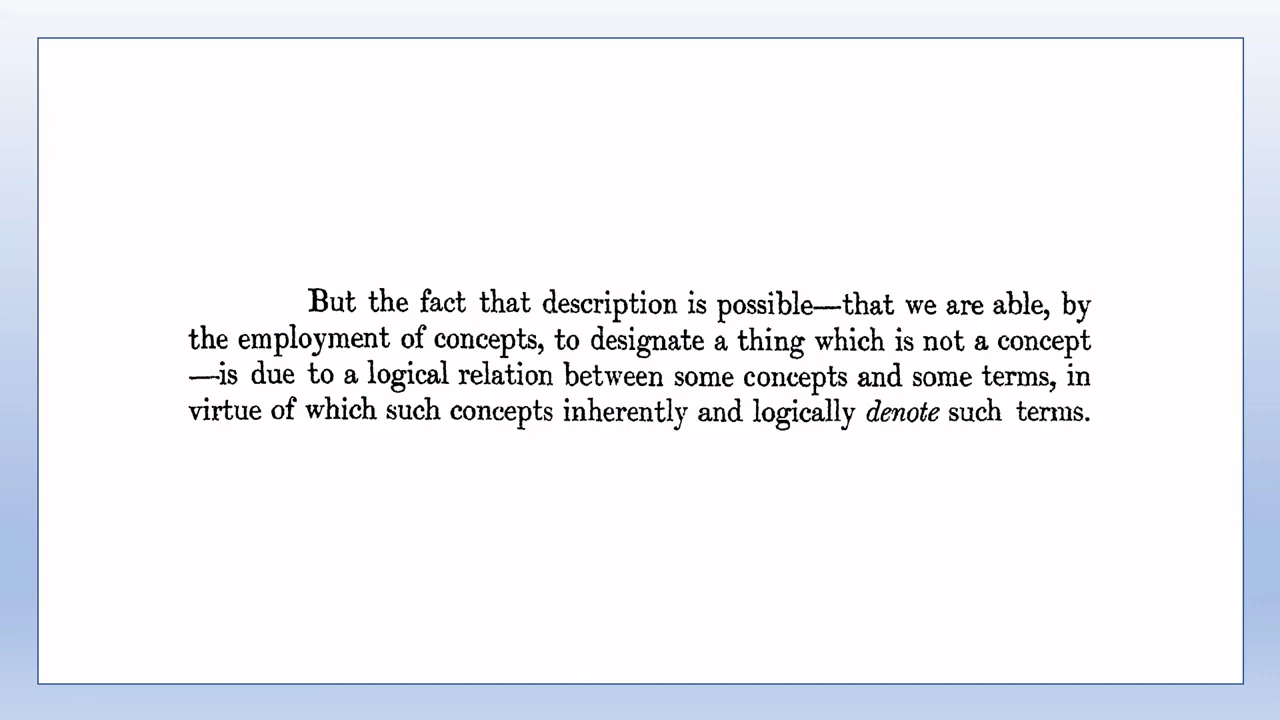 But the fact that description is possible—that we are able, by
the employment of concepts, to designate a thing which is not a concept
—is due to a logical relation between some concepts and some terms, in
virtue of which such concepts inherently and logically denote such terms.